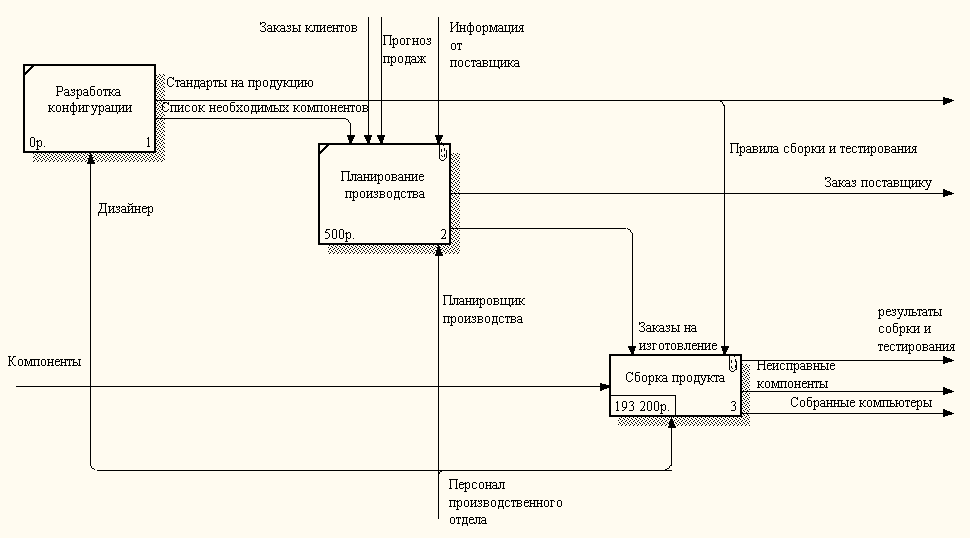 Заказы клиентов
Прогноз
продаж
Информация
от
поставщика
Разработка
конфигурации
0р. 1
Стандарты на продукцию
Список необходимых компонентов
Правила сборки и тестирования
Планирование
производства
500р. 2
Заказ поставщику
Дизайнер
Планировщик
производства
Заказы на
изготовление
результаты
собрки и
тестирования
Компоненты
Сборка продукта
193 200р. 3
Неисправные
компоненты
Собранные компьютеры
Персонал
производственного
отдела